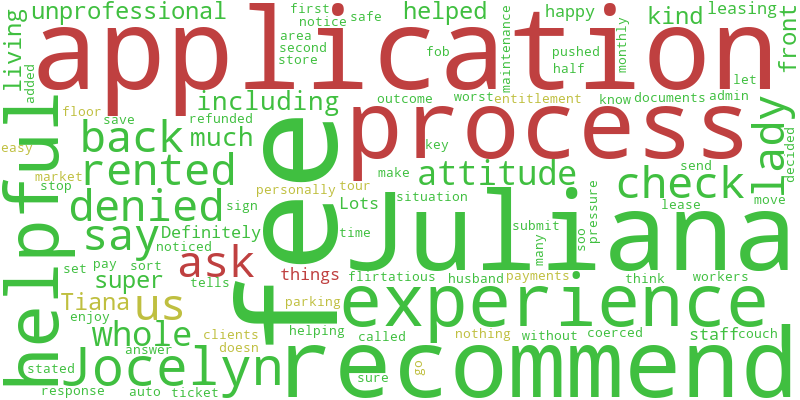 application
process
fee
Juliana
recommend
experience
helpful
Jocelyn
denied
rented
back
say
ask
us
whole
check
attitude
lady
unprofessional
helped
kind
front
leasing
happy
living
including
much
super
Tiana
things
staff
Definitely
Lots
first
notice
safe
area
second
store
fob
maintenance
pushed
half
monthly
let
added
floor
save
refunded
outcome
worst
entitlement
know
documents
admin
decided
easy
market
stop
sign
personally
tour
make
key
situation
send
lease
move
noticed
time
submit
many
soo
pressure
set
pay
sort
tells
flirtatious
husband
payments
think
workers
enjoy
parking
clients
doesn
answer
helping
called
nothing
without
coerced
couch
stated
response
auto
ticket
sure
go